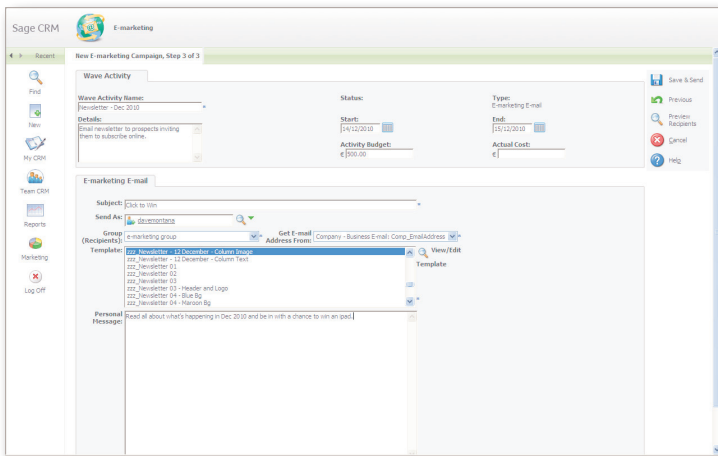 Sage CRM
E-marketing
Recent
New E-marketing Campaign, Step 3 of 3
Find
New
My CRM
Team CRM
Reports
Marketing
Log Off
Wave Activity
Wave Activity Name:
Newsletter - Dec 2010
Details:
Email newsletter to prospects inviting
them to subscribe online.
Status:
Start:
14/12/2010
Activity Budget:
€ 500.00
Type:
E-marketing E-mail
End:
15/12/2010
Actual Cost:
€
Save & Send
Previous
Preview
Recipients
Cancel
Help
E-marketing E-mail
Subject: Click to Win
Send As: davemontana
Group
(Recipients): e-marketing group
Get E-mail
Address From: Company - Business E-mail: Comp_EmailAddress
Template: zzz_Newsletter - 12 December - Column Image
zzz_Newsletter - 12 December - Column Text
zzz_Newsletter 01
zzz_Newsletter 02
zzz_Newsletter 03
zzz_Newsletter 03 - Header and Logo
zzz_Newsletter 04 - Blue Bg
zzz_Newsletter 04 - Maroon Bg
View/Edit
Template
Personal
Message: Read all about what's happening in Dec 2010 and be in with a chance to win an ipad.